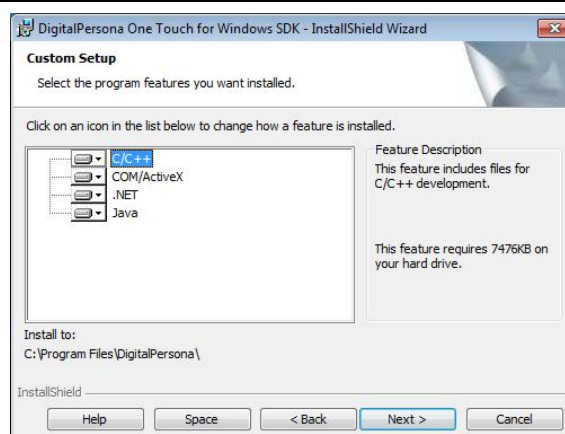 DigitalPersona One Touch for Windows SDK - InstallShield Wizard
Custom Setup
Select the program features you want installed.
Click on an icon in the list below to change how a feature is installed.
C/C++
COM/ActiveX
.NET
Java
Feature Description
This feature includes files for
C/C++ development.
This feature requires 7476KB on
your hard drive.
Install to:
C:\Program Files\DigitalPersona\
InstallShield
Help Space < Back Next > Cancel